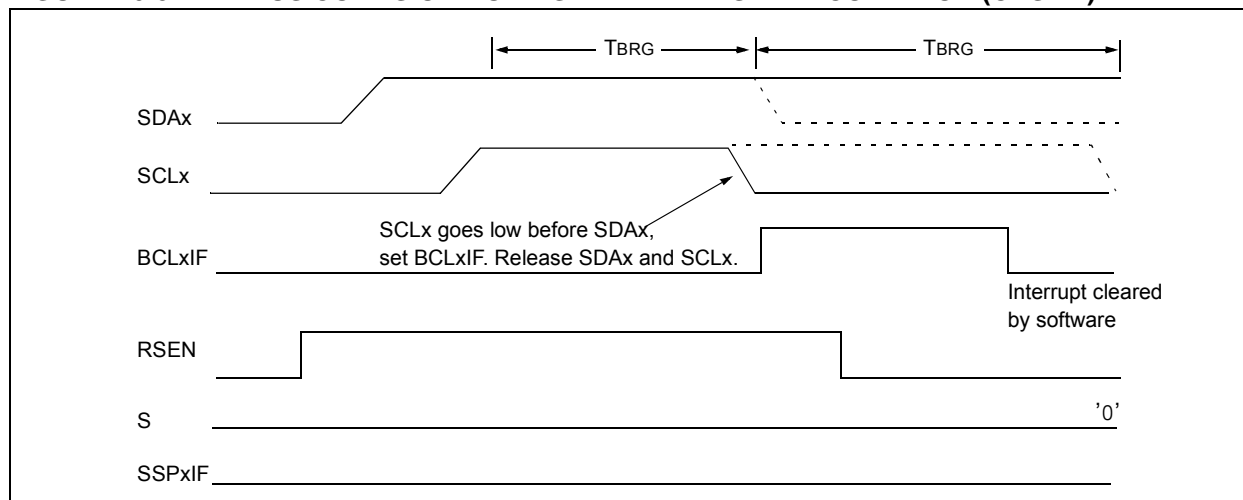 TBRG
TBRG
SDAx
SCLx
SCLx goes low before SDAx,
set BCLxIF. Release SDAx and SCLx.
BCLxIF
Interrupt cleared
by software
RSEN
S
'0'
SSPxIF